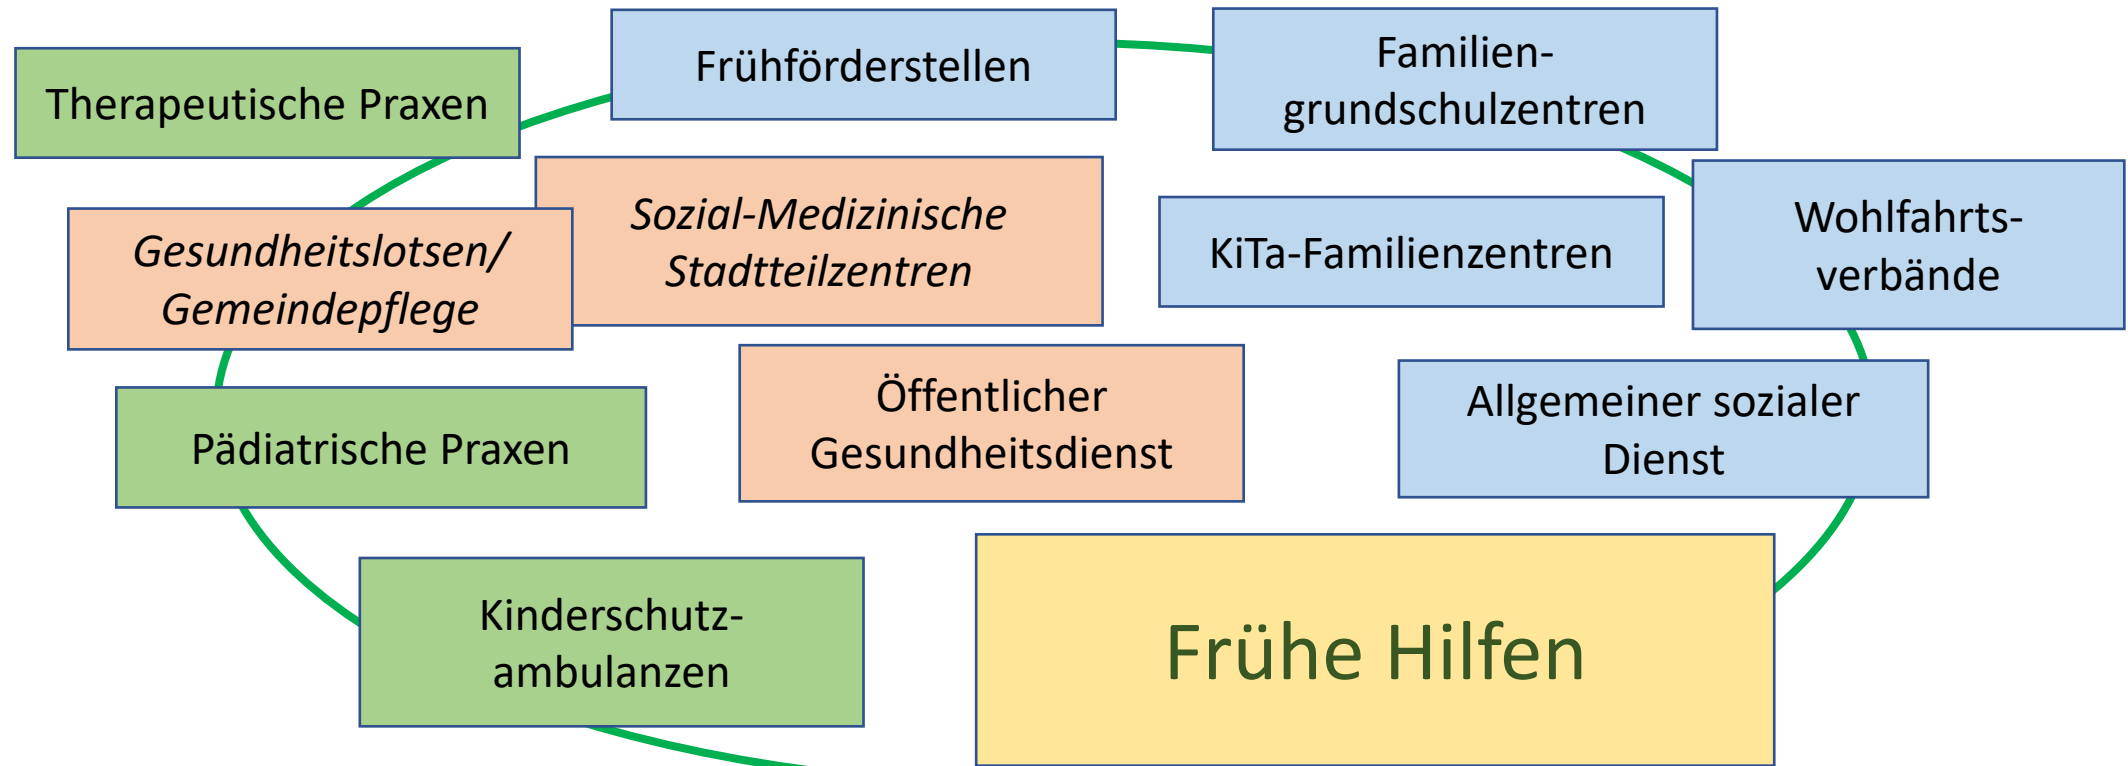 Therapeutische Praxen
Frühförderstellen
Familien-
grundschulzentren
Gesundheitslotsen/
Gemeindepflege
Sozial-Medizinische
Stadtteilzentren
KiTa-Familienzentren
Wohlfahrts-
verbände
Pädiatrische Praxen
Öffentlicher
Gesundheitsdienst
Allgemeiner sozialer
Dienst
Kinderschutz-
ambulanzen
Frühe Hilfen